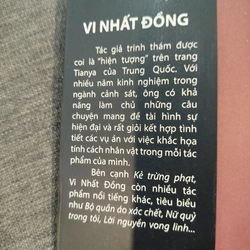 VI NHẤT ĐỒNG
Tác giả trinh thám được
coi là “hiện tượng” trên trang
Tianya của Trung Quốc. Với
nhiều năm kinh nghiệm trong
ngành cảnh sát, ông có khả
năng làm chủ những câu
chuyện mang đề tài hình sự
hiện đại và rất giỏi kết hợp tình
tiết các vụ án với việc khắc họa
tính cách nhân vật trong mỗi tác
phẩm của mình.
Bên cạnh Kẻ trừng phạt,
Vi Nhất Đồng còn nhiều tác
phẩm nổi tiếng khác, tiêu biểu
như Bộ quần áo xác chết, Nữ quỷ
trong tôi, Lời nguyền vong linh...